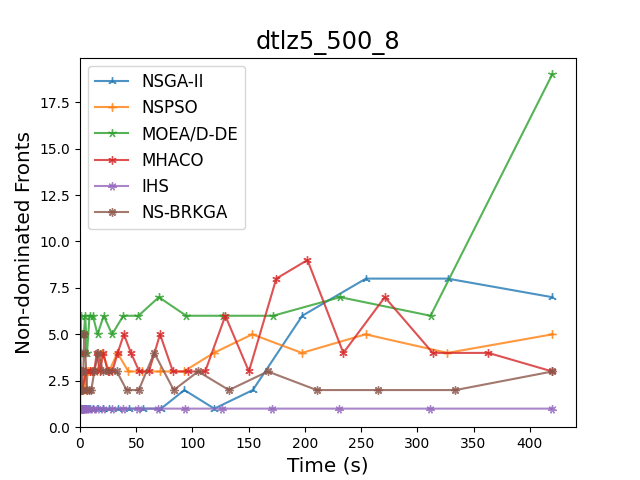 dtlz5_500_8
Non-dominated Fronts
17.5
15.0
12.5
10.0
7.5
5.0
2.5
0.0
NSGA-II
NSPSO
MOEA/D-DE
MHACO
IHS
NS-BRKGA
0 50 100 150 200 250 300 350 400
Time (s)